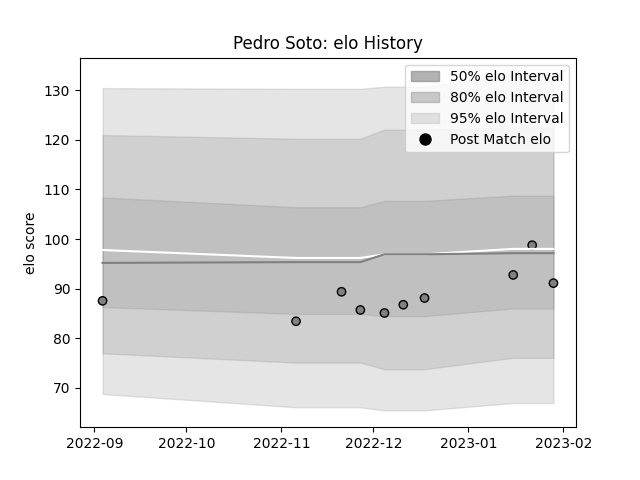 Pedro Soto: elo History
50% elo Interval
80% elo Interval
95% elo Interval
Post Match elo
elo score
130
120
110
100
90
80
70
2022-09 2022-10 2022-11 2022-12 2023-01 2023-02